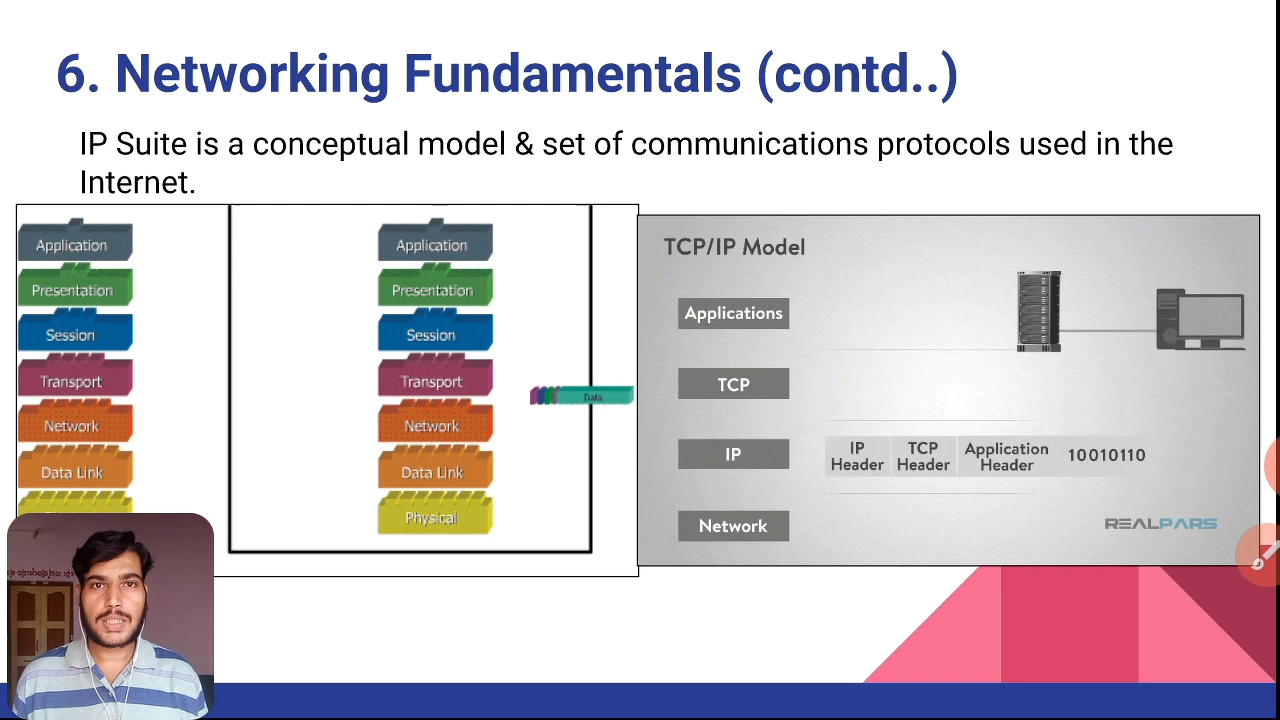 6. Networking Fundamentals (contd..)
IP Suite is a conceptual model & set of communications protocols used in the
Internet.
Application
Presentation
Session
Transport
Network
Data Link
Application
Presentation
Session
Transport
Network
Data Link
Physical
Data
TCP/IP Model
Applications
TCP
IP
IP
Header
TCP
Header
Application
Header
10010110
Network
REALPARS